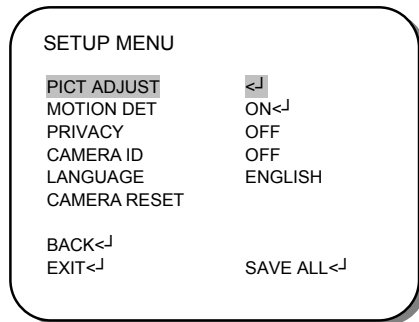 SETUP MENU
PICT ADJUST <┘
MOTION DET ON<┘
PRIVACY OFF
CAMERA ID OFF
LANGUAGE ENGLISH
CAMERA RESET
BACK<┘
EXIT<┘ SAVE ALL<┘